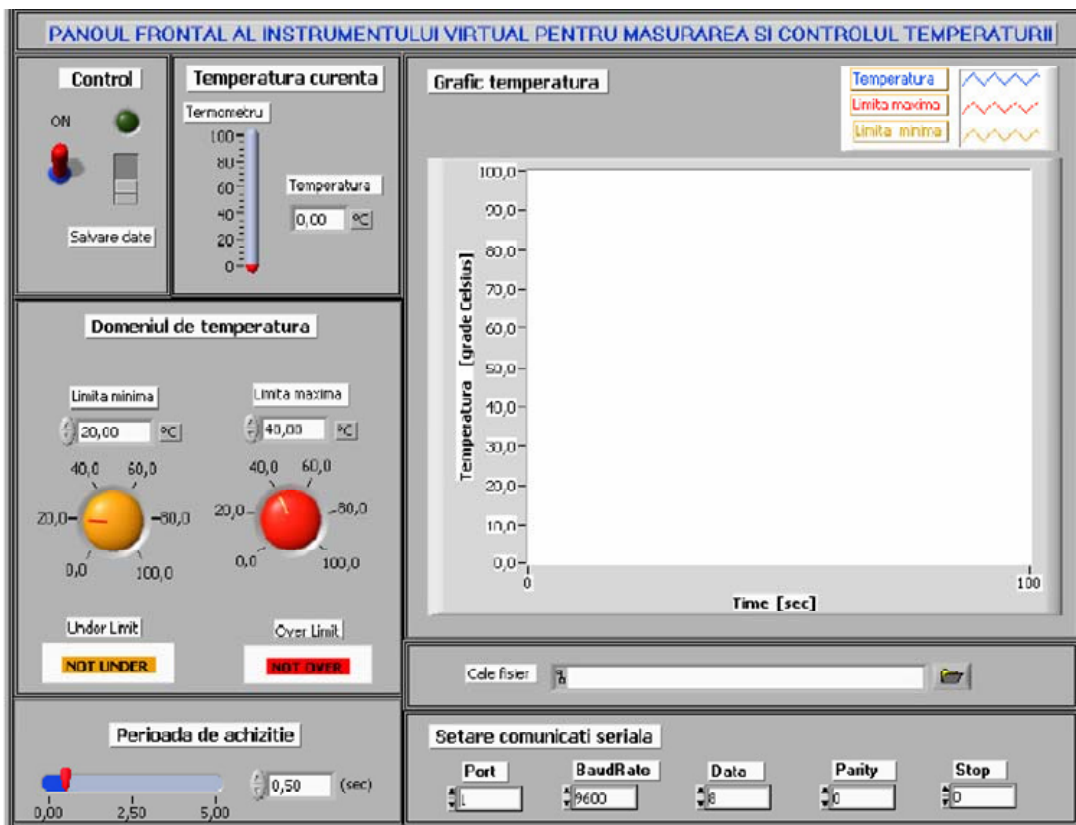 PANOUL FRONTAL AL INSTRUMENTULUI VIRTUAL PENTRU MASURAREA SI CONTROLUL TEMPERATURII
Control
ON
Salvare date
Temperatura curenta
Termometru
100
80
60
40
20
0
Temperatura
0,00 ºC
Grafic temperatura
Temperatura
Limita maxima
Limita minima
Temperatura [grade Celsius]
100,0
90,0
80,0
70,0
60,0
50,0
40,0
30,0
20,0
10,0
0,0
0 100
Time [sec]
Domeniul de temperatura
Limita minima
20,00 ºC
40,0 60,0
20,0 80,0
0,0 100,0
Limita maxima
40,00 ºC
40,0 60,0
20,0 80,0
0,0 100,0
Under Limit
NOT UNDER
Over Limit
NOT OVER
Cale fisier
Perioada de achizitie
0,00 2,50 5,00
0,50 (sec)
Setare comunicati seriala
Port BaudRate Data Parity Stop
1 9600 8 0 0